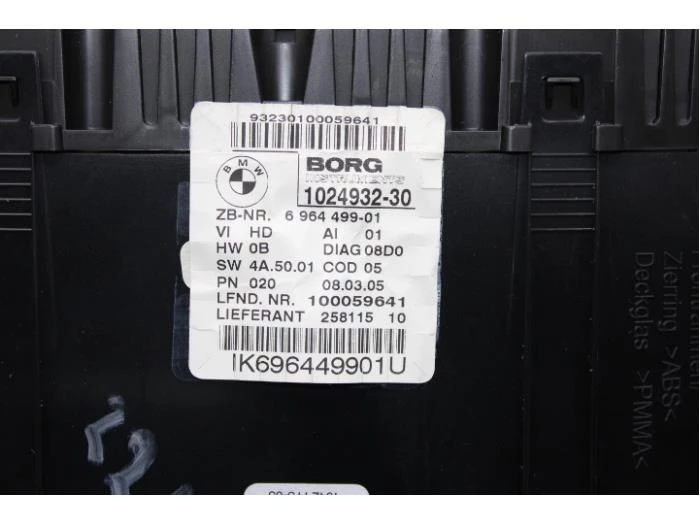 93230100059641
BMW
BORG
INSTRUMENTS
1024932-30
ZB-NR. 6 964 499-01
VI HD AI 01
HW 0B DIAG 08D0
SW 4A.50.01 COD 05
PN 020 08.03.05
LFND. NR. 100059641
LIEFERANT 258115 10
IK696449901U
Zierring >ABS<
Deckglas >PMMA<